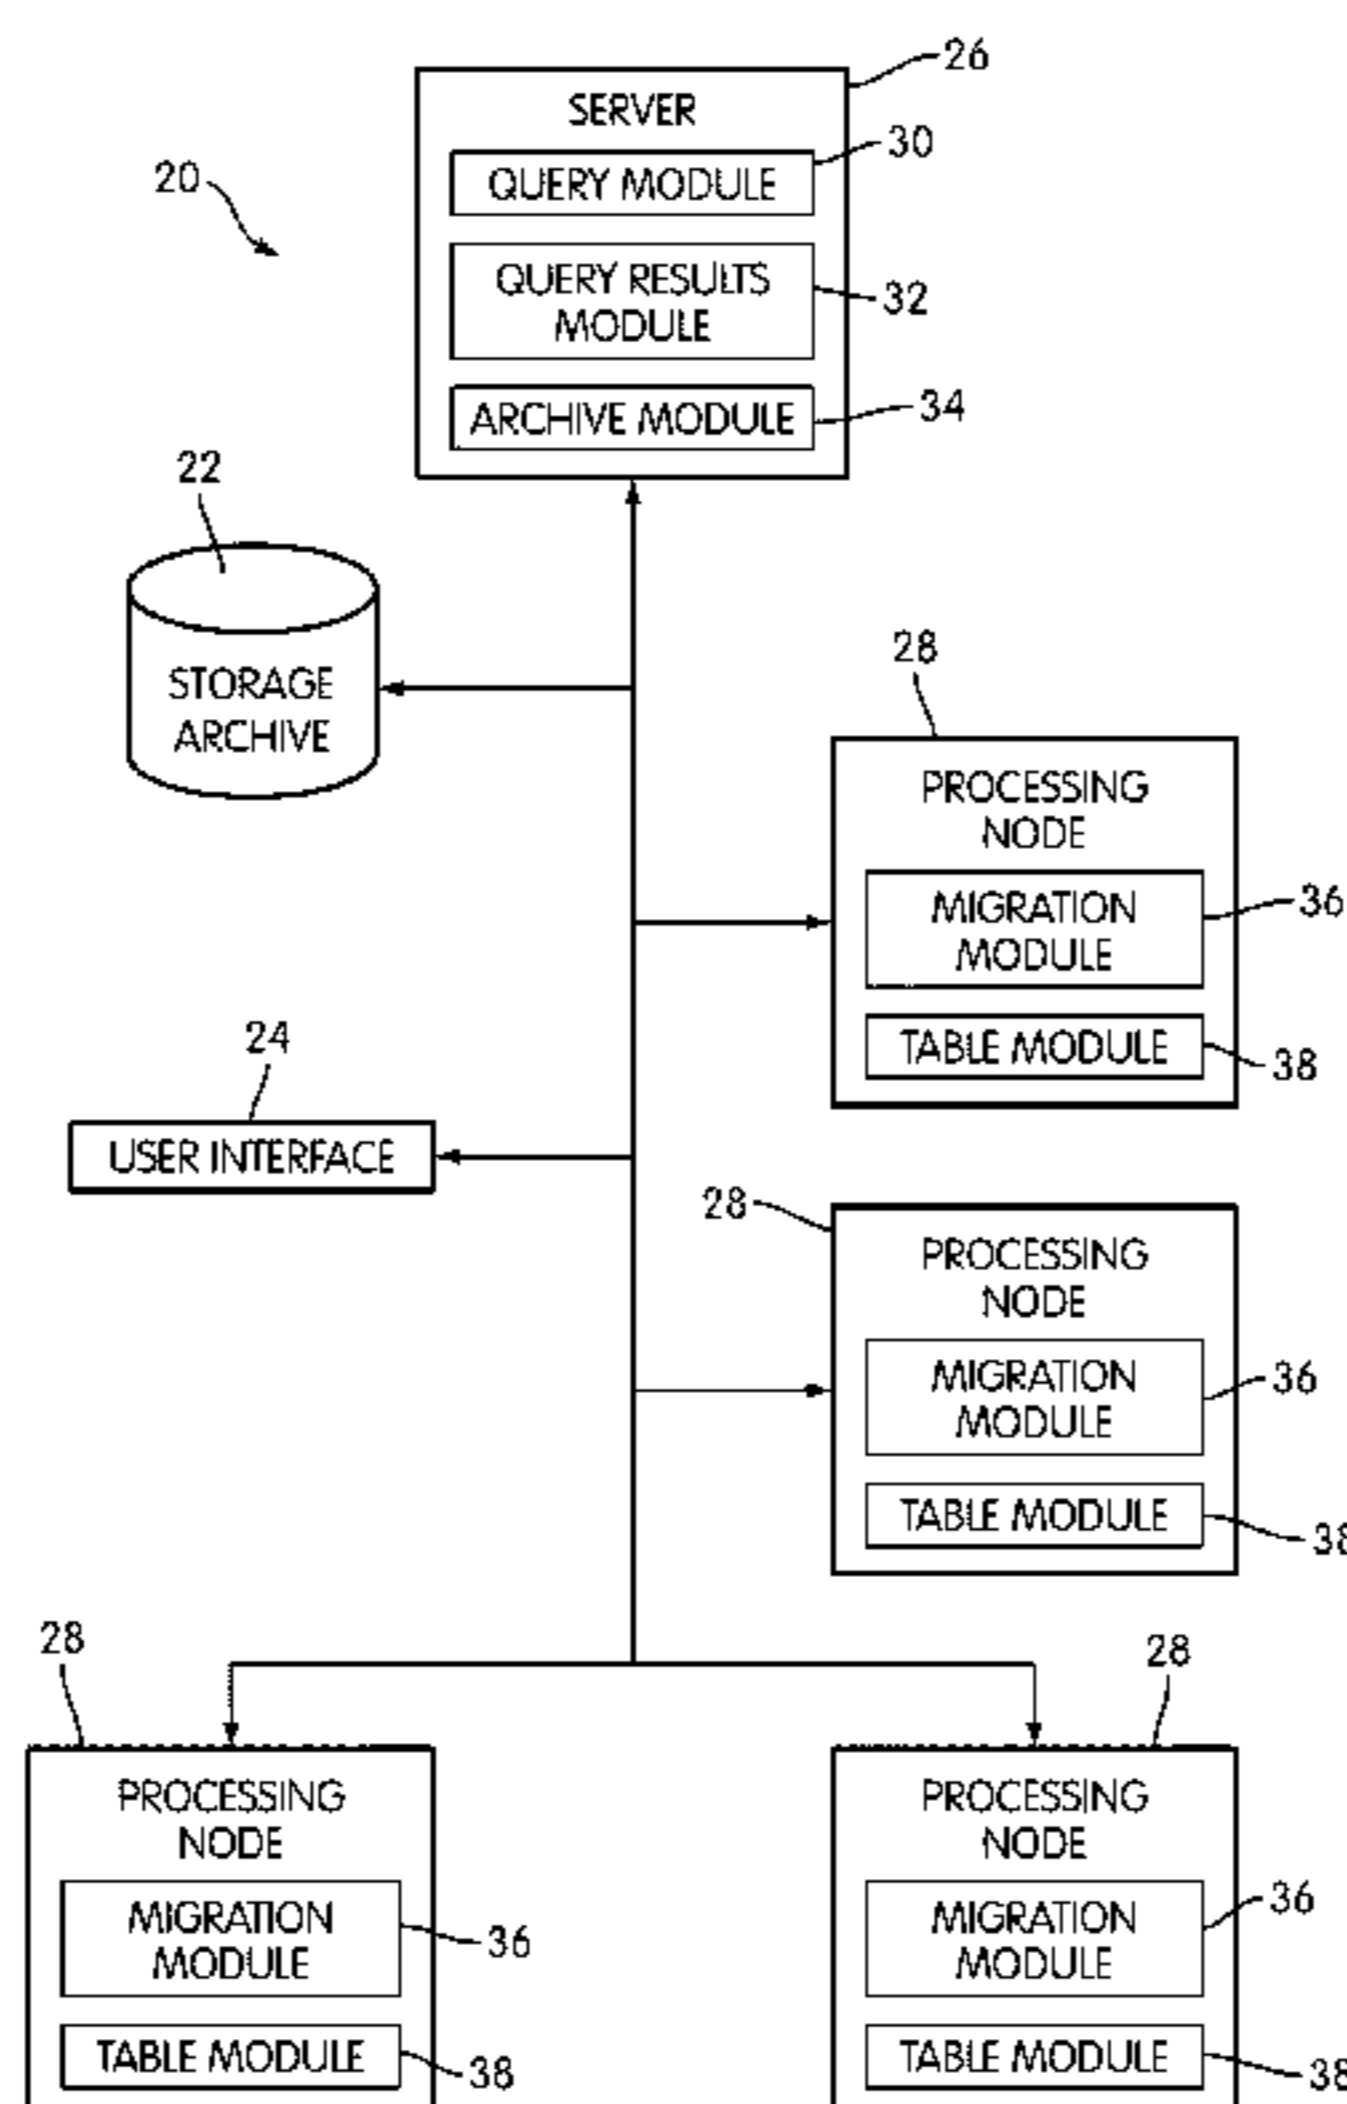 26
SERVER
30
20
QUERY MODULE
QUERY RESULTS
MODULE
32
ARCHIVE MODULE
34
22
STORAGE
ARCHIVE
28
PROCESSING
NODE
MIGRATION
MODULE
36
TABLE MODULE
38
24
USER INTERFACE
28
PROCESSING
NODE
MIGRATION
MODULE
36
TABLE MODULE
38
28
PROCESSING
NODE
MIGRATION
MODULE
36
TABLE MODULE
38
28
PROCESSING
NODE
MIGRATION
MODULE
36
TABLE MODULE
38